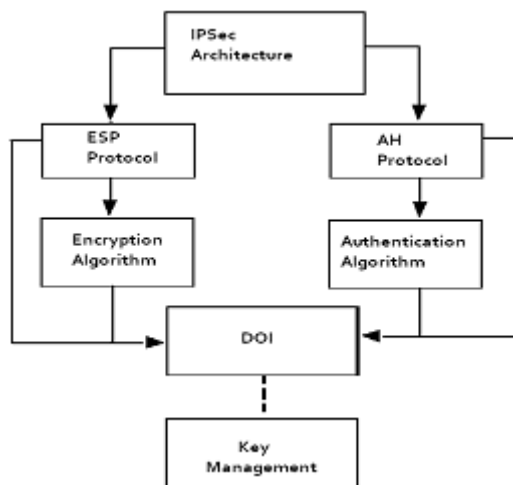 IPSec
Architecture
ESP
Protocol
AH
Protocol
Encryption
Algorithm
Authentication
Algorithm
DOI
Key
Management